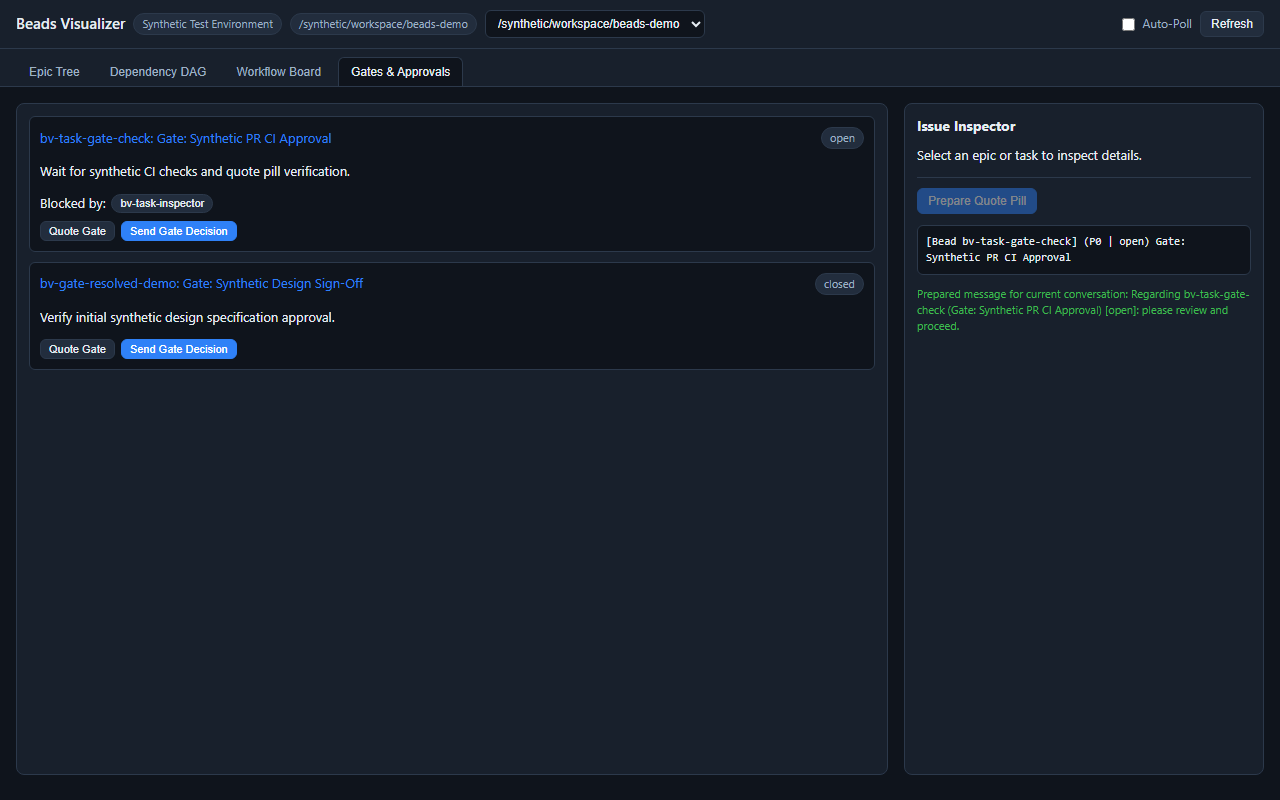 Beads Visualizer
Synthetic Test Environment
/synthetic/workspace/beads-demo
/synthetic/workspace/beads-demo
Auto-Poll
Refresh
Epic Tree
Dependency DAG
Workflow Board
Gates & Approvals
bv-task-gate-check: Gate: Synthetic PR CI Approval
open
Wait for synthetic CI checks and quote pill verification.
Blocked by: bv-task-inspector
Quote Gate
Send Gate Decision
bv-gate-resolved-demo: Gate: Synthetic Design Sign-Off
closed
Verify initial synthetic design specification approval.
Quote Gate
Send Gate Decision
Issue Inspector
Select an epic or task to inspect details.
Prepare Quote Pill
[Bead bv-task-gate-check] (P0 | open) Gate:
Synthetic PR CI Approval
Prepared message for current conversation: Regarding bv-task-gate-
check (Gate: Synthetic PR CI Approval) [open]: please review and
proceed.